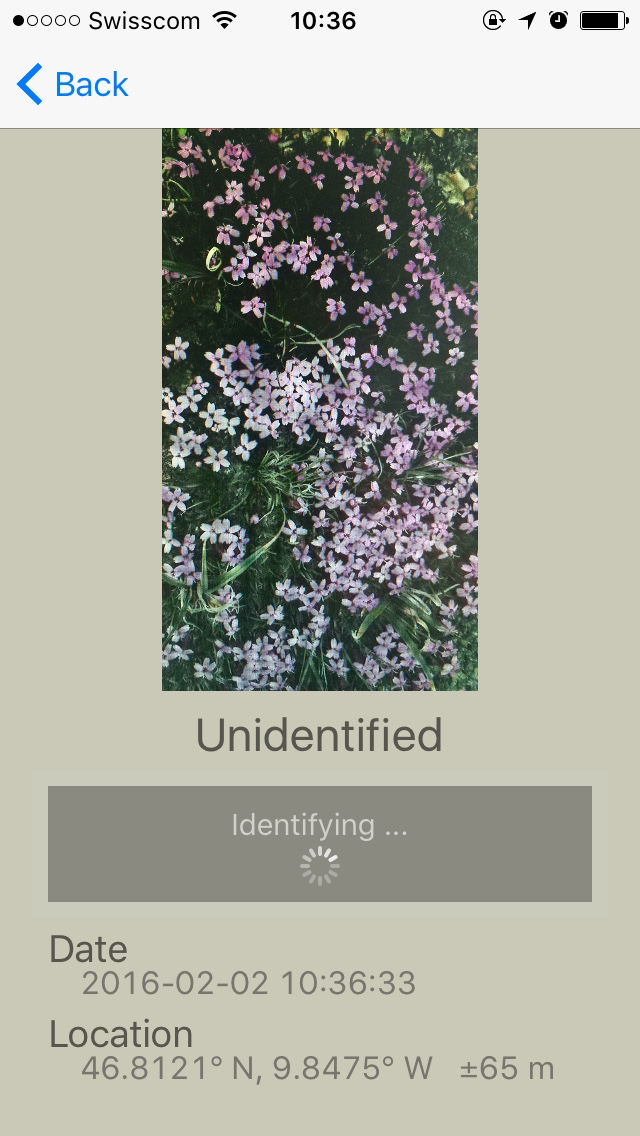 Swisscom 10:36
Back
Unidentified
Identifying ...
Date
2016-02-02 10:36:33
Location
46.8121° N, 9.8475° W ±65 m